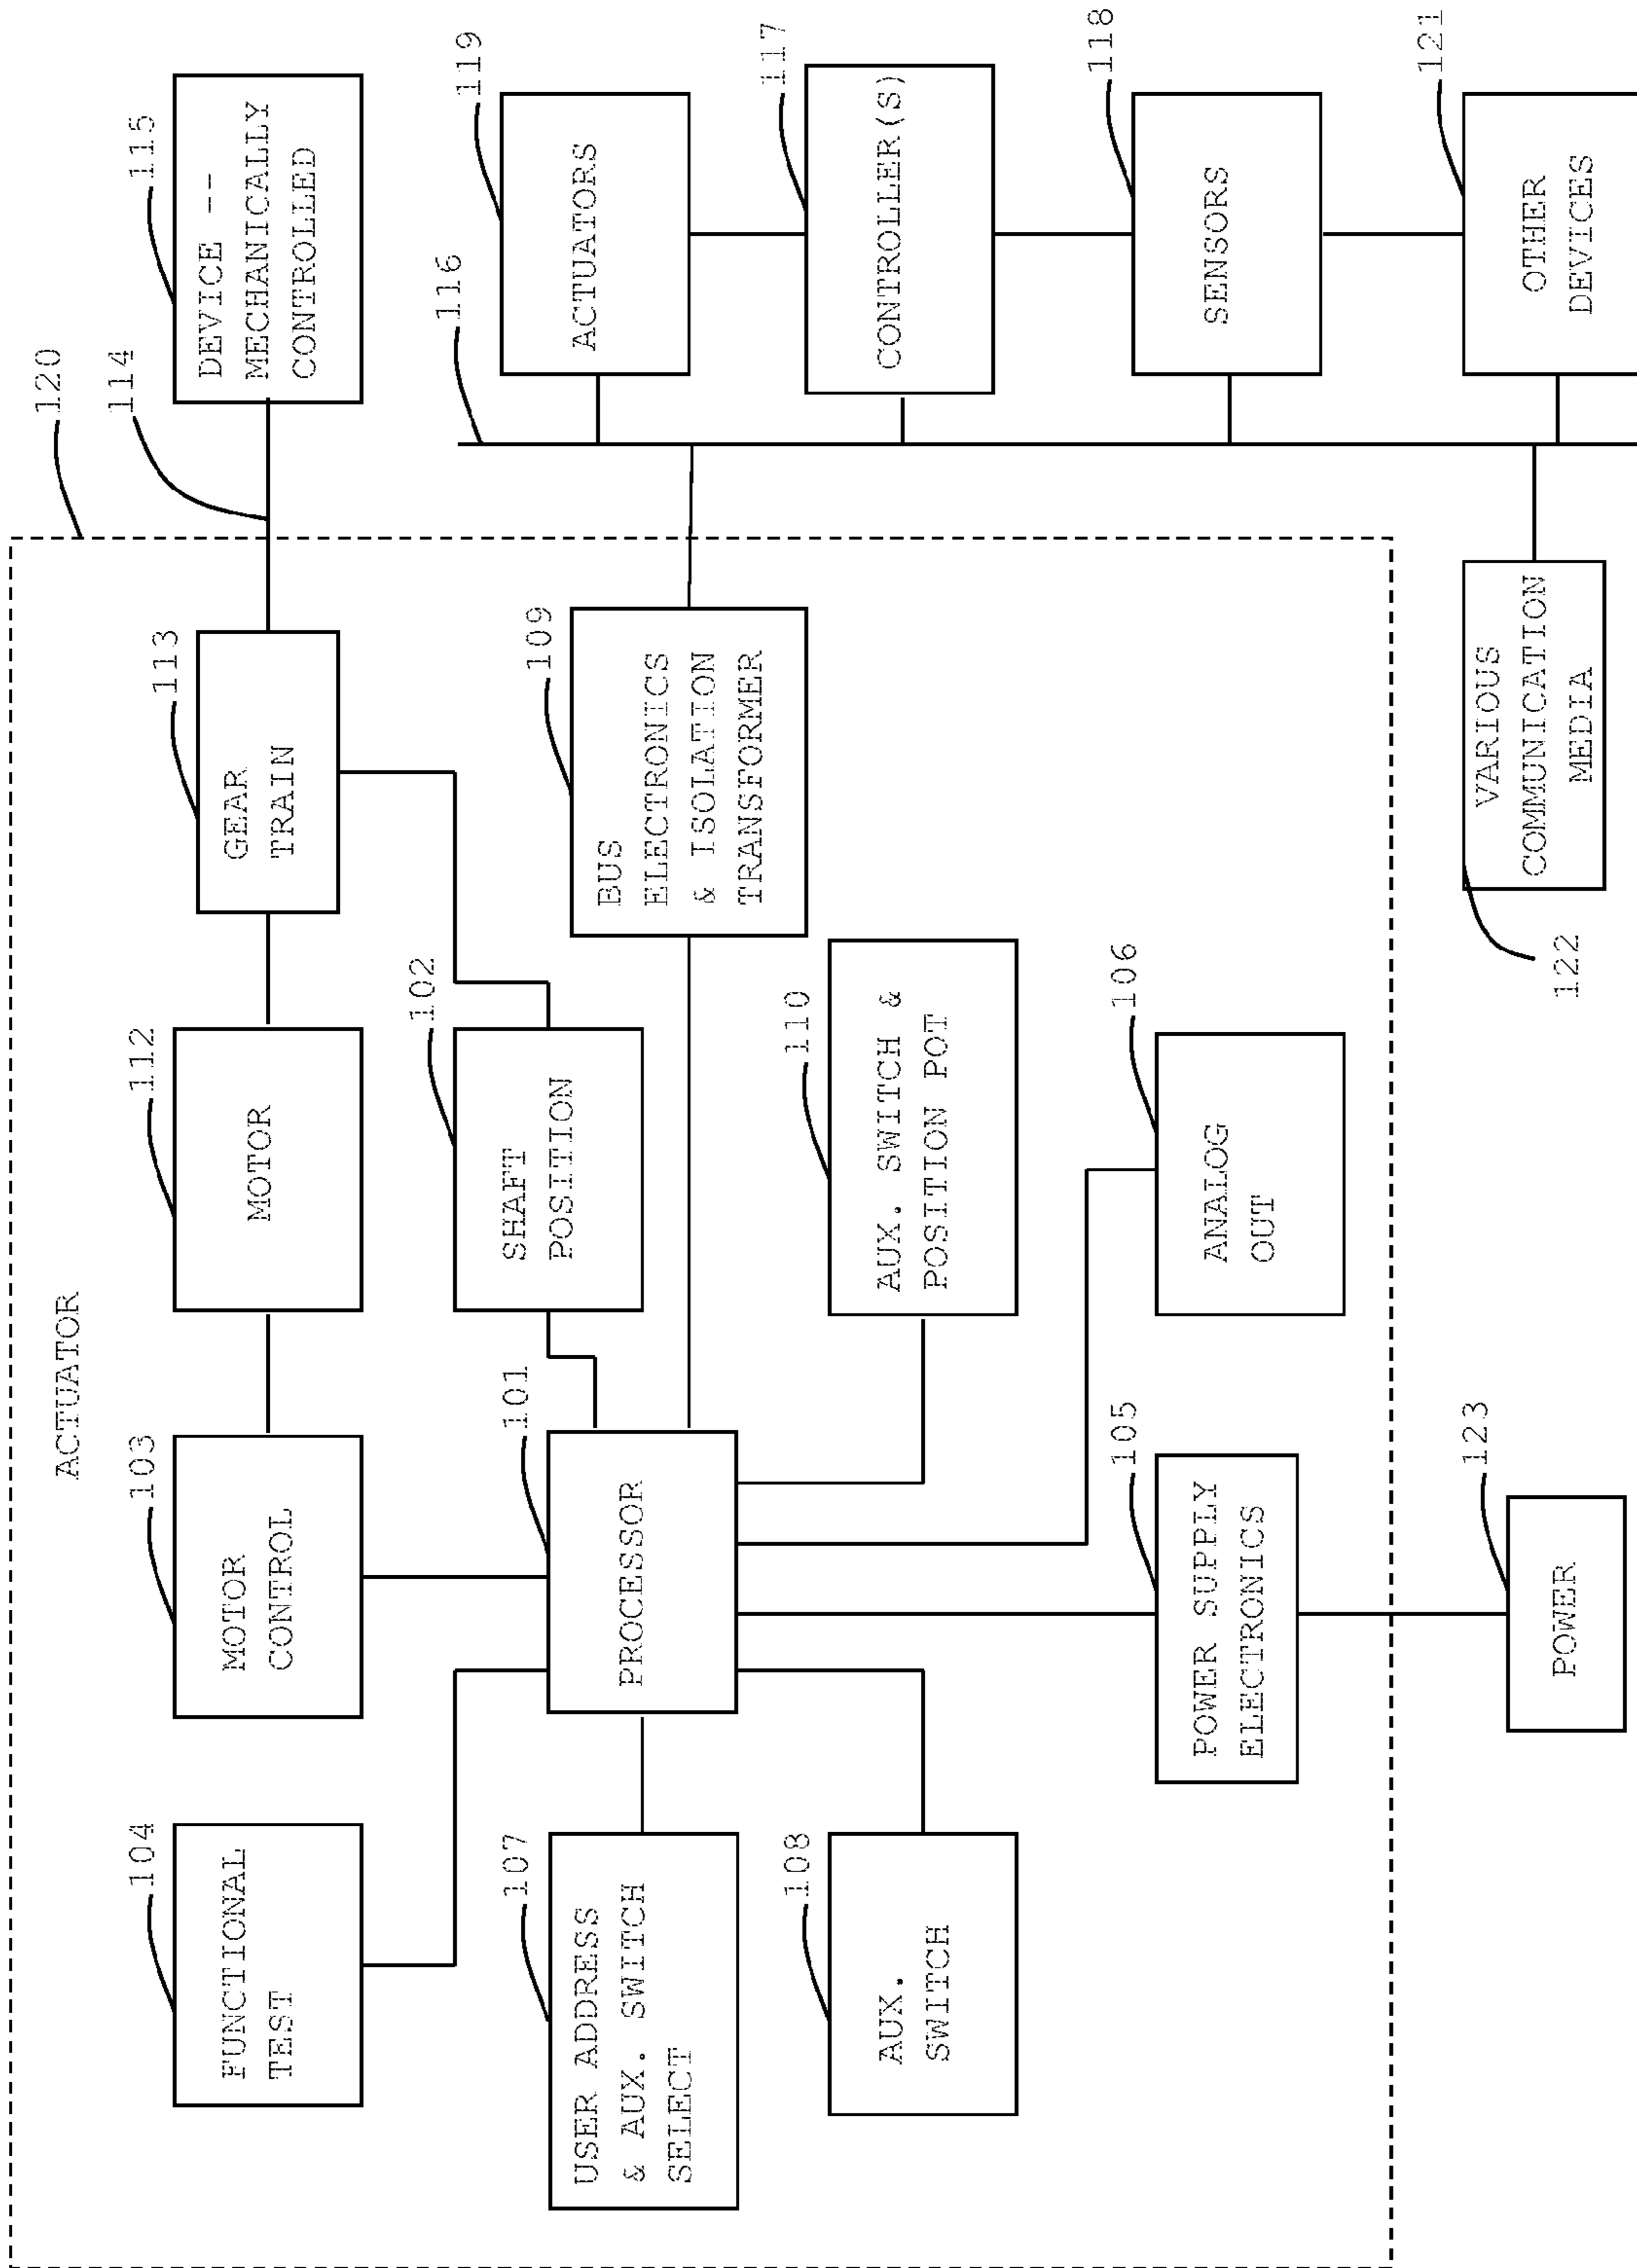 ACTUATOR
120
104
FUNCTIONAL
TEST
103
MOTOR
CONTROL
112
MOTOR
113
GEAR
TRAIN
114
115
DEVICE --
MECHANICALLY
CONTROLLED
107
USER ADDRESS
& AUX. SWITCH
SELECT
101
PROCESSOR
102
SHAFT
POSITION
109
BUS
ELECTRONICS
& ISOLATION
TRANSFORMER
116
119
ACTUATORS
108
AUX.
SWITCH
110
AUX. SWITCH &
POSITION POT
117
CONTROLLER(S)
105
POWER SUPPLY
ELECTRONICS
106
ANALOG
OUT
118
SENSORS
123
POWER
122
VARIOUS
COMMUNICATION
MEDIA
121
OTHER
DEVICES